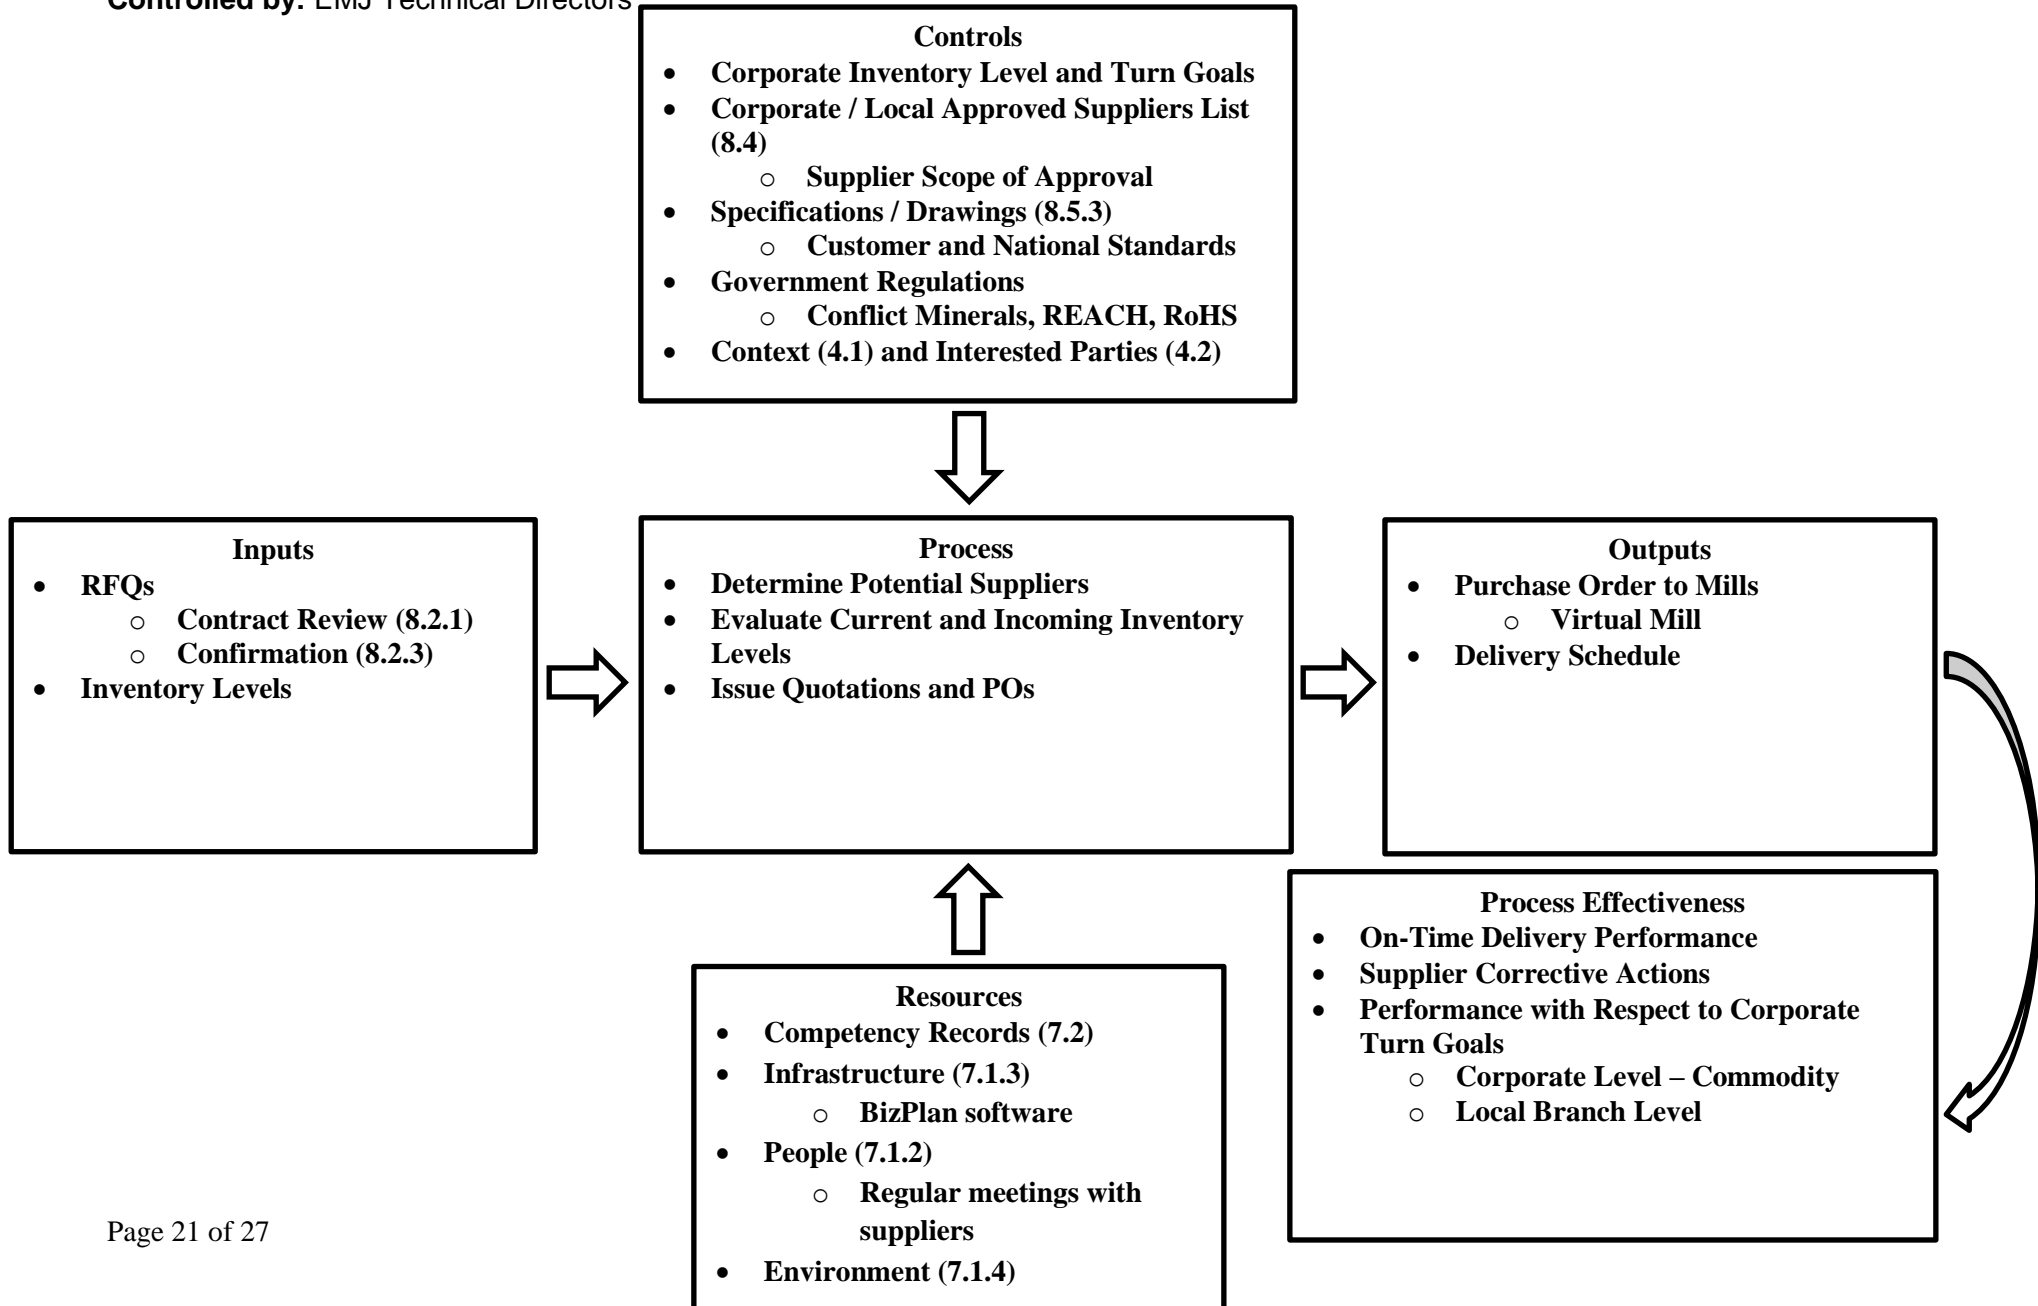 Controlled by: EMJ Technical Directors
Controls
• Corporate Inventory Level and Turn Goals
• Corporate / Local Approved Suppliers List
(8.4)
o Supplier Scope of Approval
• Specifications / Drawings (8.5.3)
o Customer and National Standards
• Government Regulations
o Conflict Minerals, REACH, RoHS
• Context (4.1) and Interested Parties (4.2)
Inputs
• RFQs
o Contract Review (8.2.1)
o Confirmation (8.2.3)
• Inventory Levels
Process
• Determine Potential Suppliers
• Evaluate Current and Incoming Inventory
Levels
• Issue Quotations and POs
Outputs
• Purchase Order to Mills
o Virtual Mill
• Delivery Schedule
Process Effectiveness
• On-Time Delivery Performance
• Supplier Corrective Actions
• Performance with Respect to Corporate
Turn Goals
o Corporate Level – Commodity
o Local Branch Level
Resources
• Competency Records (7.2)
• Infrastructure (7.1.3)
o BizPlan software
• People (7.1.2)
o Regular meetings with
suppliers
• Environment (7.1.4)
Page 21 of 27